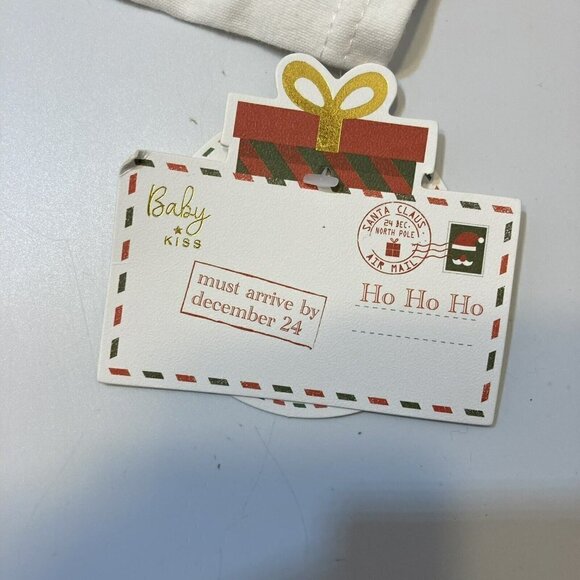 Baby
KISS
SANTA CLAUS
24 DEC.
NORTH POLE
AIR MAIL
must arrive by
december 24
Ho Ho Ho